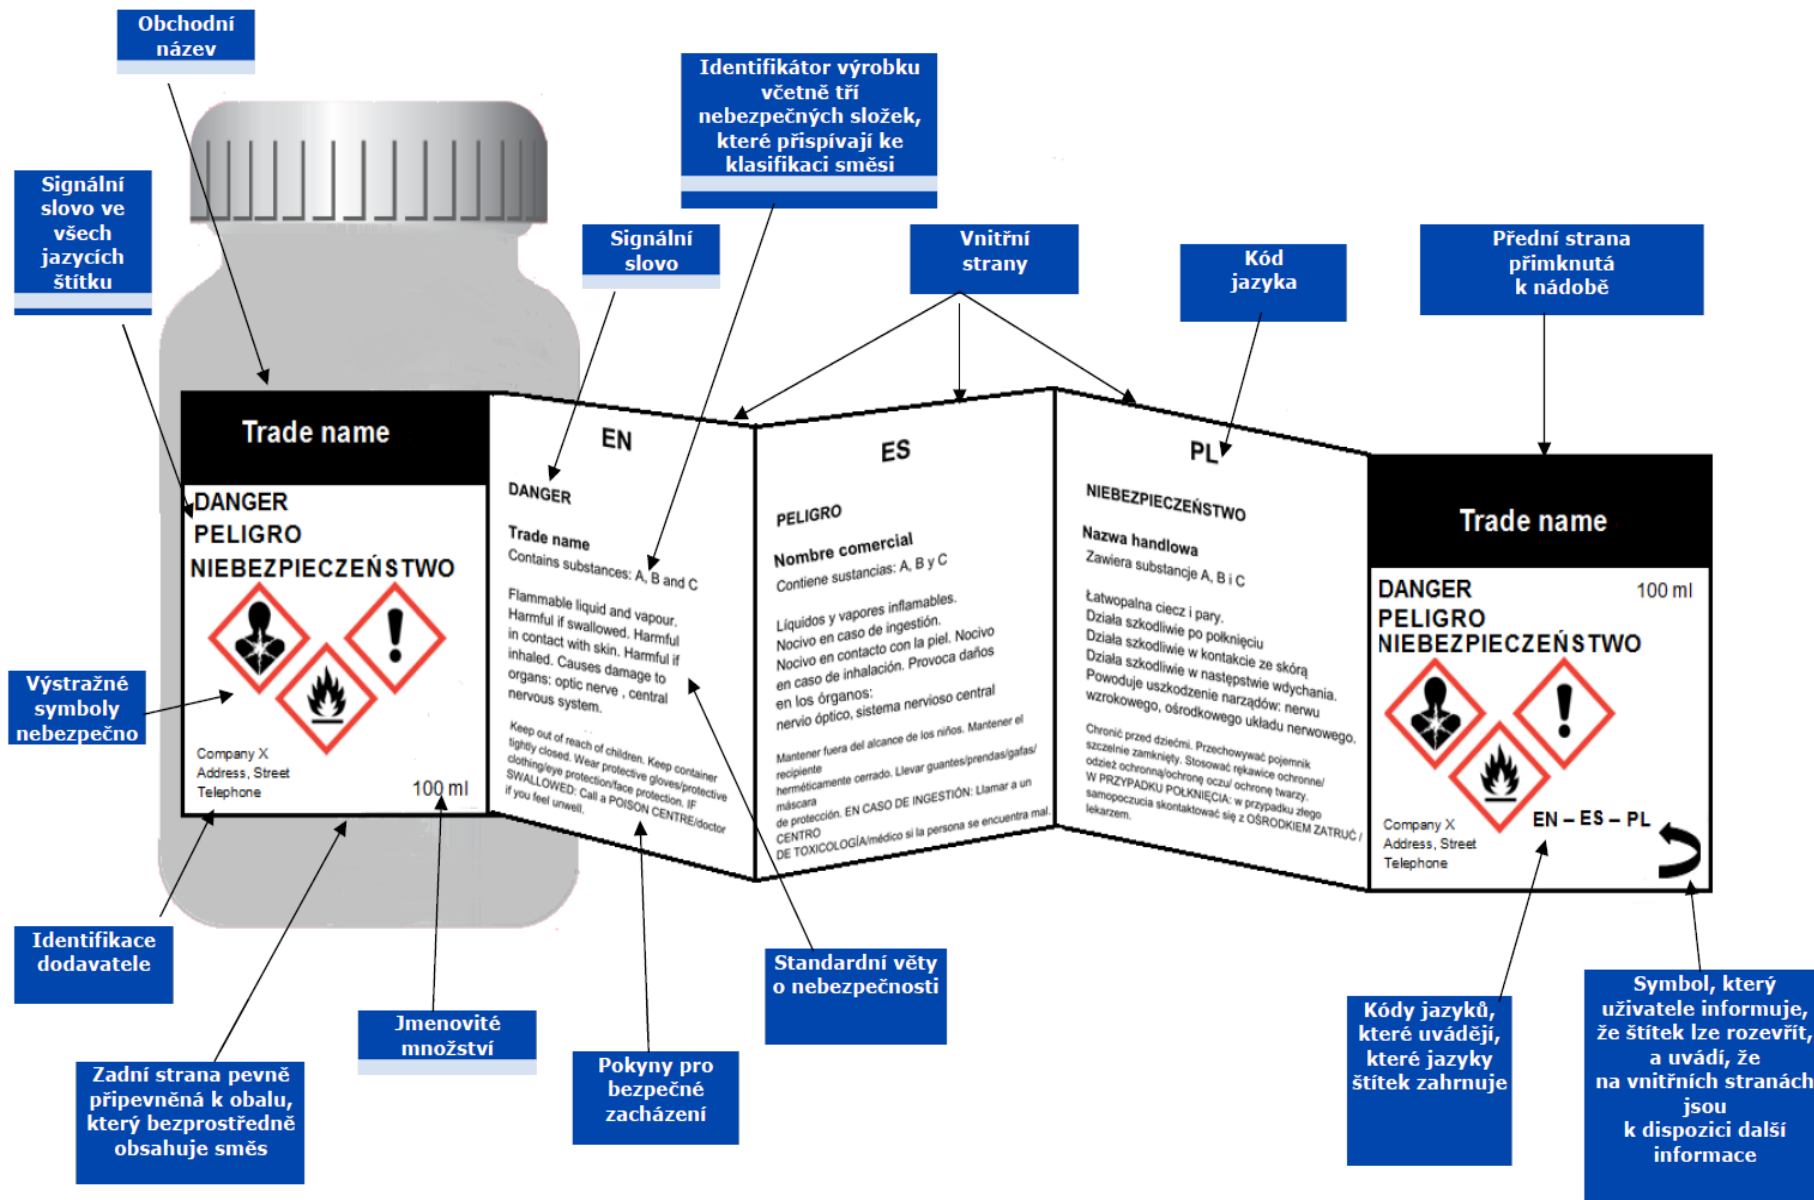 Obchodní
název
Identifikátor výrobku
včetně tří
nebezpečných složek,
které přispívají ke
klasifikaci směsi
Signální
slovo ve
všech
jazycích
štítku
Signální
slovo
Vnitřní
strany
Kód
jazyka
Přední strana
přimknutá
k nádobě
Trade name
DANGER
PELIGRO
NIEBEZPIECZEŃSTWO
Company X
Address, Street
Telephone
100 ml
EN
DANGER
Trade name
Contains substances: A, B and C
Flammable liquid and vapour.
Harmful if swallowed. Harmful
in contact with skin. Harmful if
inhaled. Causes damage to
organs; optic nerve , central
nervous system.
Keep out of reach of children. Keep container
tightly closed. Wear protective gloves/protective
clothing/eye protection/face protection. IF
SWALLOWED: Call a POISON CENTRE/doctor
if you feel unwell.
ES
PELIGRO
Nombre comercial
Contiene sustancias: A, B y C
Líquidos y vapores inflamables.
Nocivo en caso de ingestión.
Nocivo en contacto con la piel. Nocivo
en caso de inhalación. Provoca daños
en los órganos:
nervio óptico, sistema nervioso central
Mantener fuera del alcance de los niños. Mantener el
recipiente
herméticamente cerrado. Llevar guantes/prendas/gafas/
máscara
de protección. EN CASO DE INGESTIÓN: Llamar a un
CENTRO
DE TOXICOLOGÍA/médico si la persona se encuentra mal.
PL
NIEBEZPIECZEŃSTWO
Nazwa handlowa
Zawiera substancje A, B i C
Łatwopalna ciecz i pary.
Działa szkodliwie po połknięciu
Działa szkodliwie w kontakcie ze skórą
Działa szkodliwie w następstwie wdychania.
Powoduje uszkodzenie narządów: nerwu
wzrokowego, ośrodkowego układu nerwowego.
Chronić przed dziećmi. Przechowywać pojemnik
szczelnie zamknięty. Stosować rękawice ochronne/
odzież ochronną/ochronę oczu/ ochronę twarzy.
W PRZYPADKU POŁKNIĘCIA: w przypadku złego
samopoczucia skontaktować się z OŚRODKIEM ZATRUĆ /
lekarzem.
Trade name
DANGER
100 ml
PELIGRO
NIEBEZPIECZEŃSTWO
EN – ES – PL
Company X
Address, Street
Telephone
Výstražné
symboly
nebezpečno
Identifikace
dodavatele
Zadní strana pevně
připevněná k obalu,
který bezprostředně
obsahuje směs
Jmenovité
množství
Pokyny pro
bezpečné
zacházení
Standardní věty
o nebezpečnosti
Kódy jazyků,
které uvádějí,
které jazyky
štítek zahrnuje
Symbol, který
uživatele informuje,
že štítek lze rozevřít,
a uvádí, že
na vnitřních stranách
jsou
k dispozici další
informace